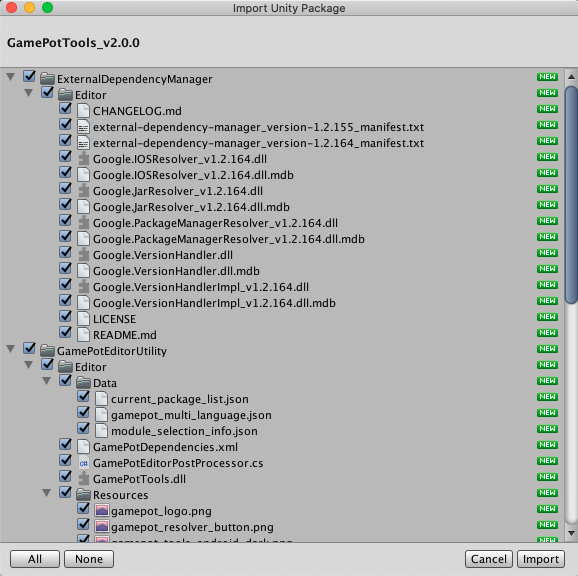 Import Unity Package
GamePotTools_v2.0.0
ExternalDependencyManager NEW
Editor NEW
CHANGELOG.md NEW
external-dependency-manager_version-1.2.155_manifest.txt NEW
external-dependency-manager_version-1.2.164_manifest.txt NEW
Google.IOSResolver_v1.2.164.dll NEW
Google.IOSResolver_v1.2.164.dll.mdb NEW
Google.JarResolver_v1.2.164.dll NEW
Google.JarResolver_v1.2.164.dll.mdb NEW
Google.PackageManagerResolver_v1.2.164.dll NEW
Google.PackageManagerResolver_v1.2.164.dll.mdb NEW
Google.VersionHandler.dll NEW
Google.VersionHandler.dll.mdb NEW
Google.VersionHandlerImpl_v1.2.164.dll NEW
Google.VersionHandlerImpl_v1.2.164.dll.mdb NEW
LICENSE NEW
README.md NEW
GamePotEditorUtility NEW
Editor NEW
Data NEW
current_package_list.json NEW
gamepot_multi_language.json NEW
module_selection_info.json NEW
GamePotDependencies.xml NEW
C# GamePotEditorPostProcessor.cs NEW
GamePotTools.dll NEW
Resources NEW
gamepot_logo.png NEW
gamepot_resolver_button.png NEW
gamepot_tools_android_dark.png NEW
All None Cancel Import